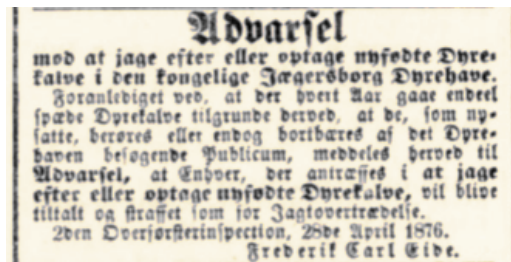 Advarsel
mod at jage efter eller optage nyfødte Dyre-
kalve i den kongelige Jægersborg Dyrehave.
Foranlediget ved, at der hvert Aar gaae endeel
spæde Dyrekalve tilgrunde derved, at de, som ny-
satte, berøres eller endog bortbæres af det Dyre-
haven besøgende Publicum, meddeles herved til
Advarsel, at Enhver, der antræffes i at jage
efter eller optage nyfødte Dyrekalve, vil blive
tiltalt og straffet som for Jagtovertrædelse.
2den Overførsterinspection, 28de April 1876.
Frederik Carl Eide.